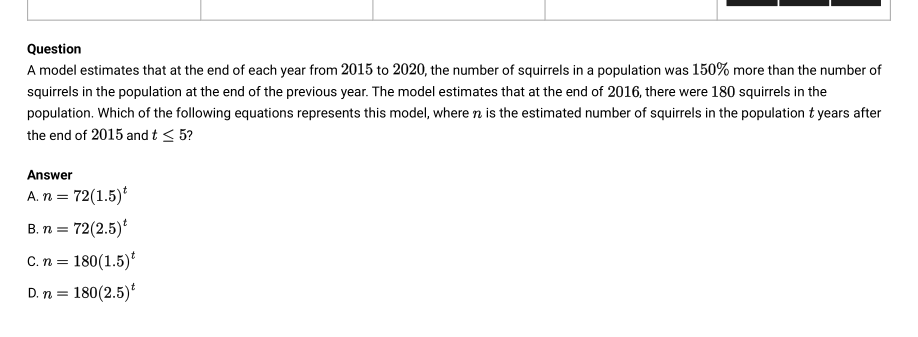 Question
A model estimates that at the end of each year from 2015 to 2020, the number of squirrels in a population was 150% more than the number of
squirrels in the population at the end of the previous year. The model estimates that at the end of 2016, there were 180 squirrels in the
population. Which of the following equations represents this model, where n is the estimated number of squirrels in the population t years after
the end of 2015 and t ≤ 5?
Answer
A. n = 72(1.5)^t
B. n = 72(2.5)^t
C. n = 180(1.5)^t
D. n = 180(2.5)^t